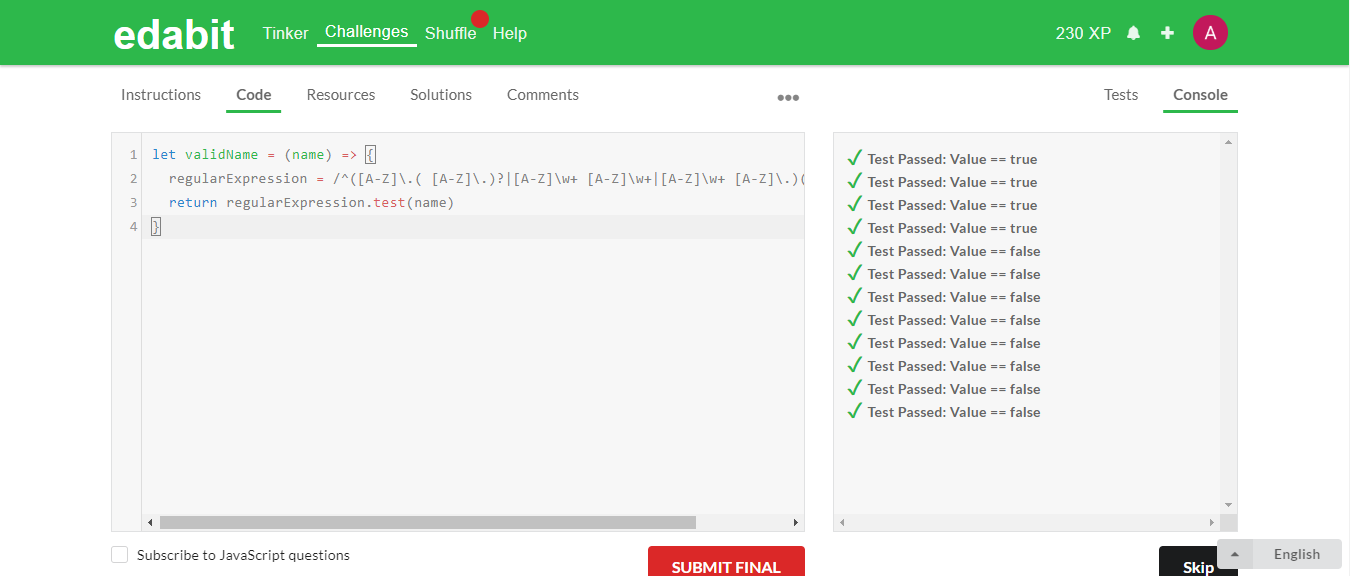 edabit Tinker Challenges Shuffle Help 230 XP A
Instructions Code Resources Solutions Comments ••• Tests Console
1 let validName = (name) => {
2 regularExpression = /^([A-Z]\.( [A-Z]\.)?|[A-Z]\w+ [A-Z]\w+|[A-Z]\w+ [A-Z]\.)(
3 return regularExpression.test(name)
4 }
✓ Test Passed: Value == true
✓ Test Passed: Value == true
✓ Test Passed: Value == true
✓ Test Passed: Value == true
✓ Test Passed: Value == false
✓ Test Passed: Value == false
✓ Test Passed: Value == false
✓ Test Passed: Value == false
✓ Test Passed: Value == false
✓ Test Passed: Value == false
✓ Test Passed: Value == false
✓ Test Passed: Value == false
Subscribe to JavaScript questions
SUBMIT FINAL
Skip
English